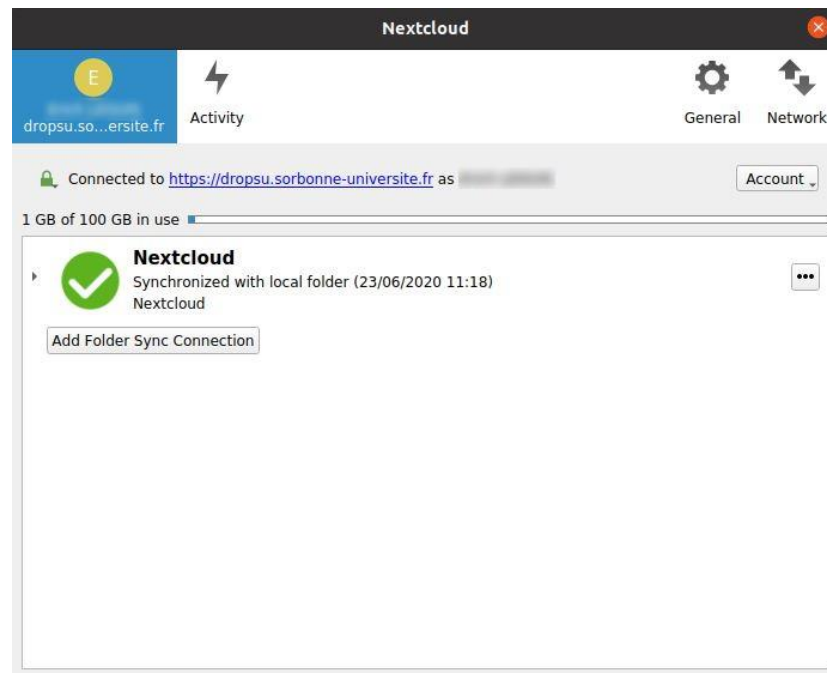 Nextcloud
E
dropsu.so...ersite.fr
Activity
General
Network
Connected to https://dropsu.sorbonne-universite.fr as
Account
1 GB of 100 GB in use
Nextcloud
Synchronized with local folder (23/06/2020 11:18)
Nextcloud
Add Folder Sync Connection